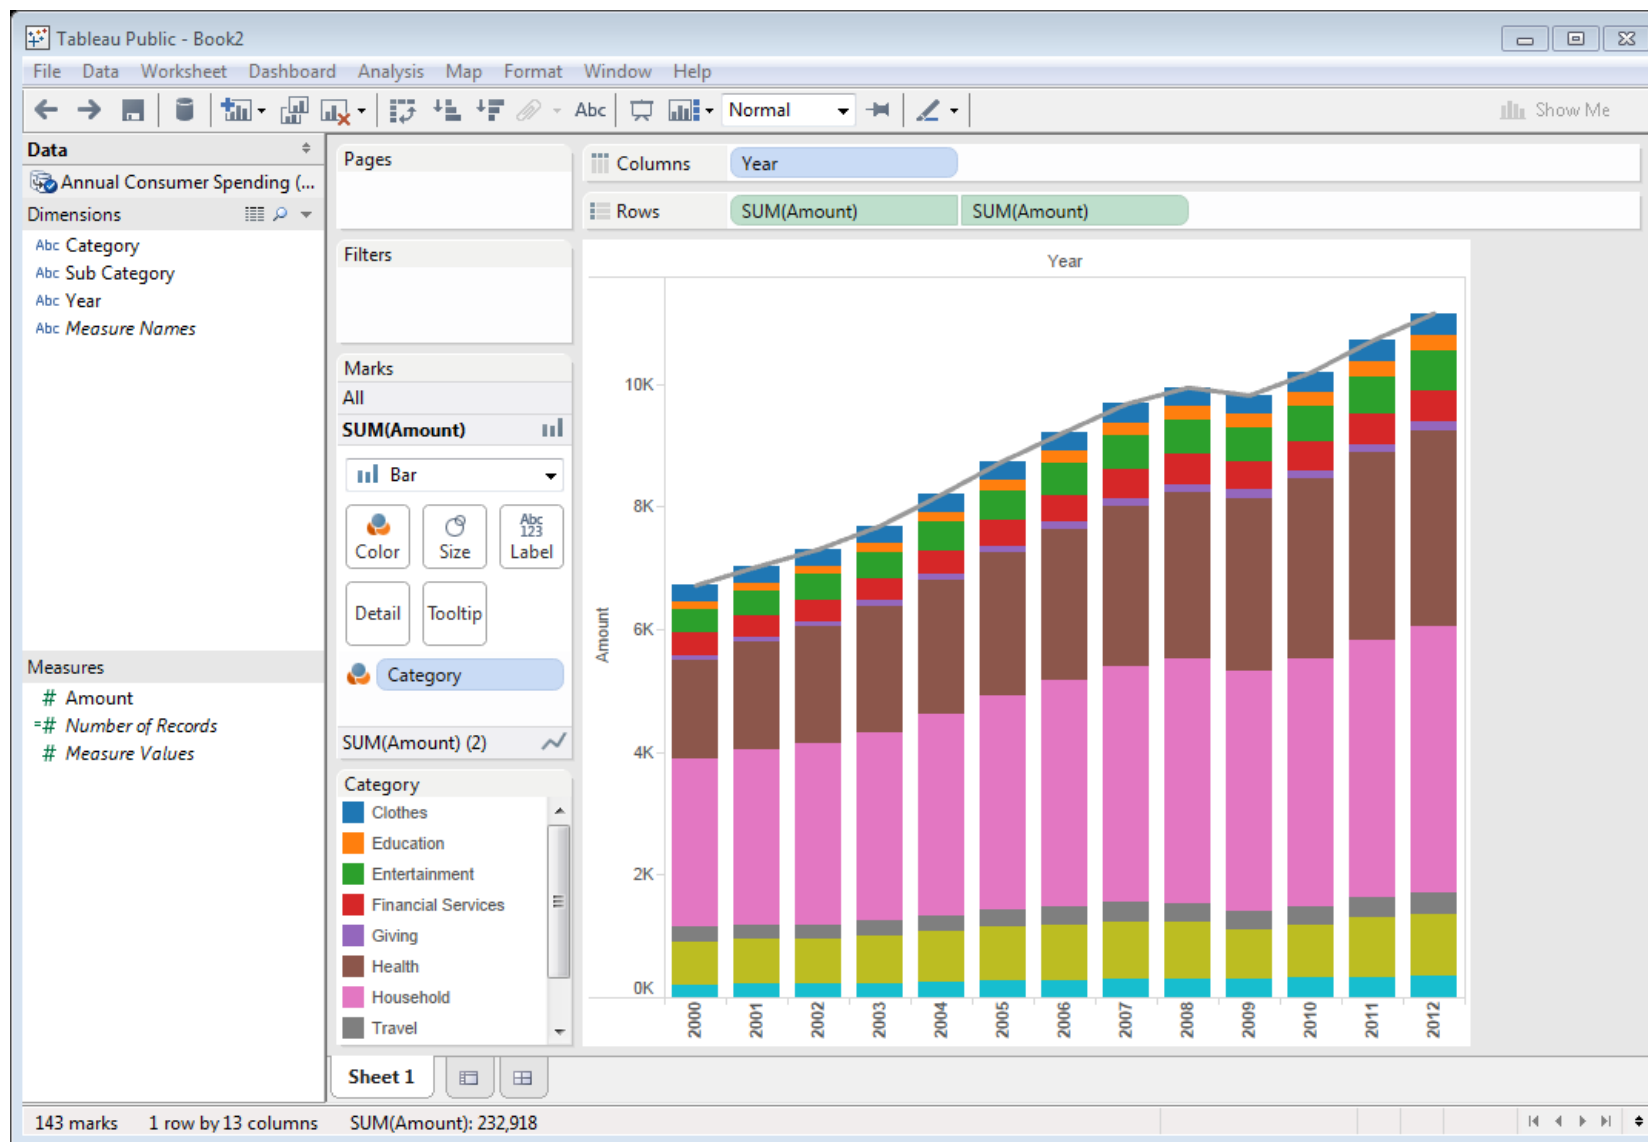 Tableau Public - Book2
File Data Worksheet Dashboard Analysis Map Format Window Help
Abc Normal Show Me
Data
Annual Consumer Spending (...
Dimensions
Abc Category
Abc Sub Category
Abc Year
Abc Measure Names
Measures
# Amount
=# Number of Records
# Measure Values
Pages
Filters
Marks
All
SUM(Amount)
Bar
Color Size Abc 123 Label
Detail Tooltip
Category
SUM(Amount) (2)
Category
Clothes
Education
Entertainment
Financial Services
Giving
Health
Household
Travel
Columns Year
Rows SUM(Amount) SUM(Amount)
Year
Amount
10K
8K
6K
4K
2K
0K
2000 2001 2002 2003 2004 2005 2006 2007 2008 2009 2010 2011 2012
Sheet 1
143 marks 1 row by 13 columns SUM(Amount): 232,918